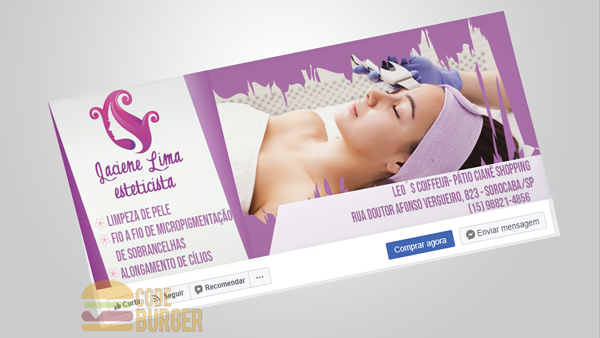 Jaciene Lima
esteticista
LIMPEZA DE PELE
FIO A FIO DE MICROPIGMENTAÇÃO
DE SOBRANCELHAS
ALONGAMENTO DE CÍLIOS
LEO´S COIFFEUR- PÁTIO CIANÊ SHOPPING
RUA DOUTOR AFONSO VERGUEIRO, 823 - SOROCABA/SP
(15) 98821-4856
Comprar agora
Enviar mensagem
Curtir
Seguir
Recomendar
...
CODE
BURGER